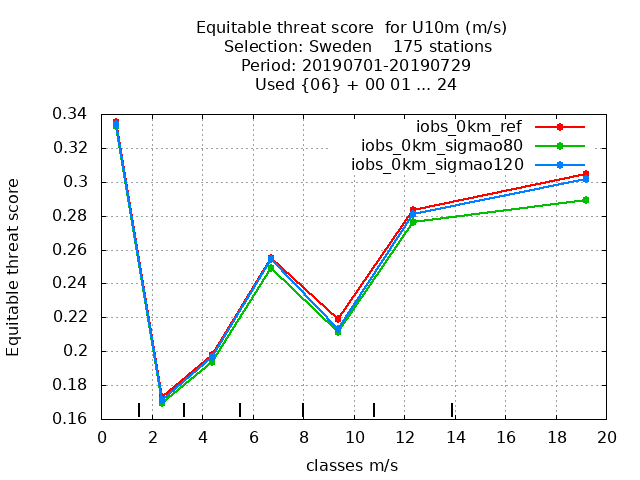 Equitable threat score  for U10m (m/s)
Selection: Sweden    175 stations
Period: 20190701-20190729
Used {06} + 00 01 ... 24
iobs_0km_ref
iobs_0km_sigmao80
iobs_0km_sigmao120
Equitable threat score
0.34
0.32
0.3
0.28
0.26
0.24
0.22
0.2
0.18
0.16
0 2 4 6 8 10 12 14 16 18 20
classes m/s